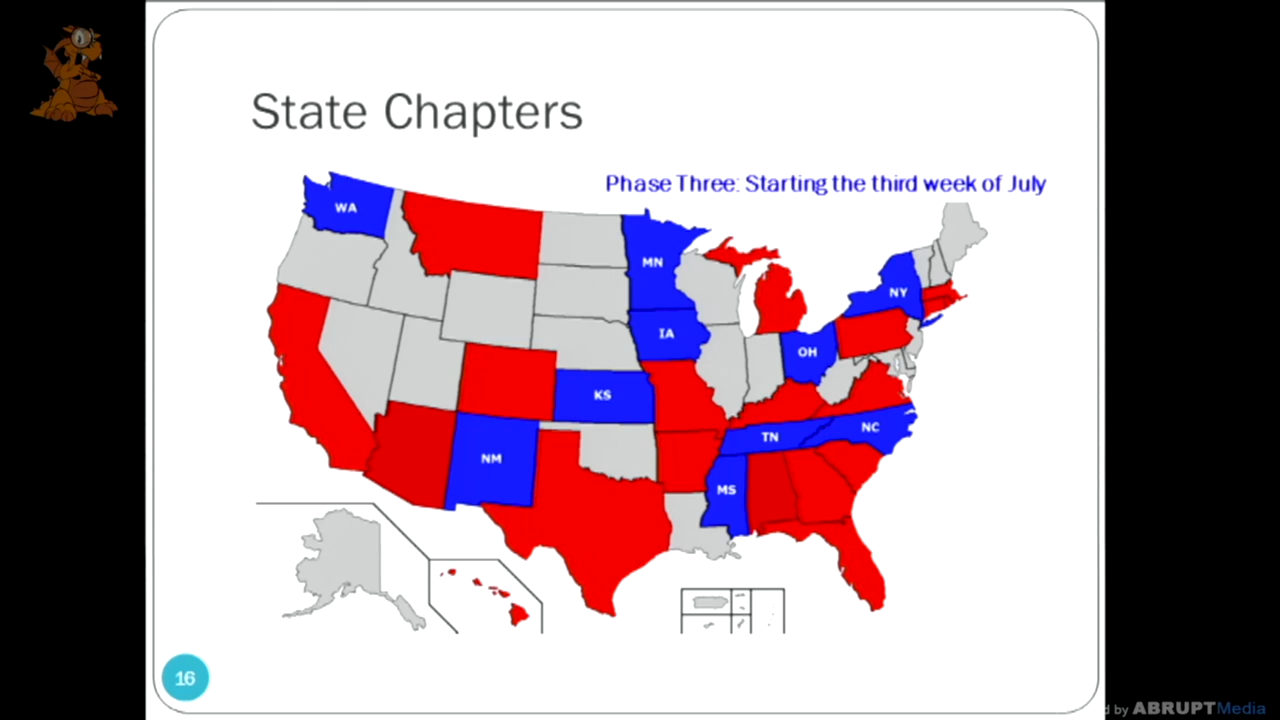 State Chapters
Phase Three: Starting the third week of July
WA
MN
NY
IA
OH
KS
NC
TN
NM
MS
16
d by ABRUPTMedia